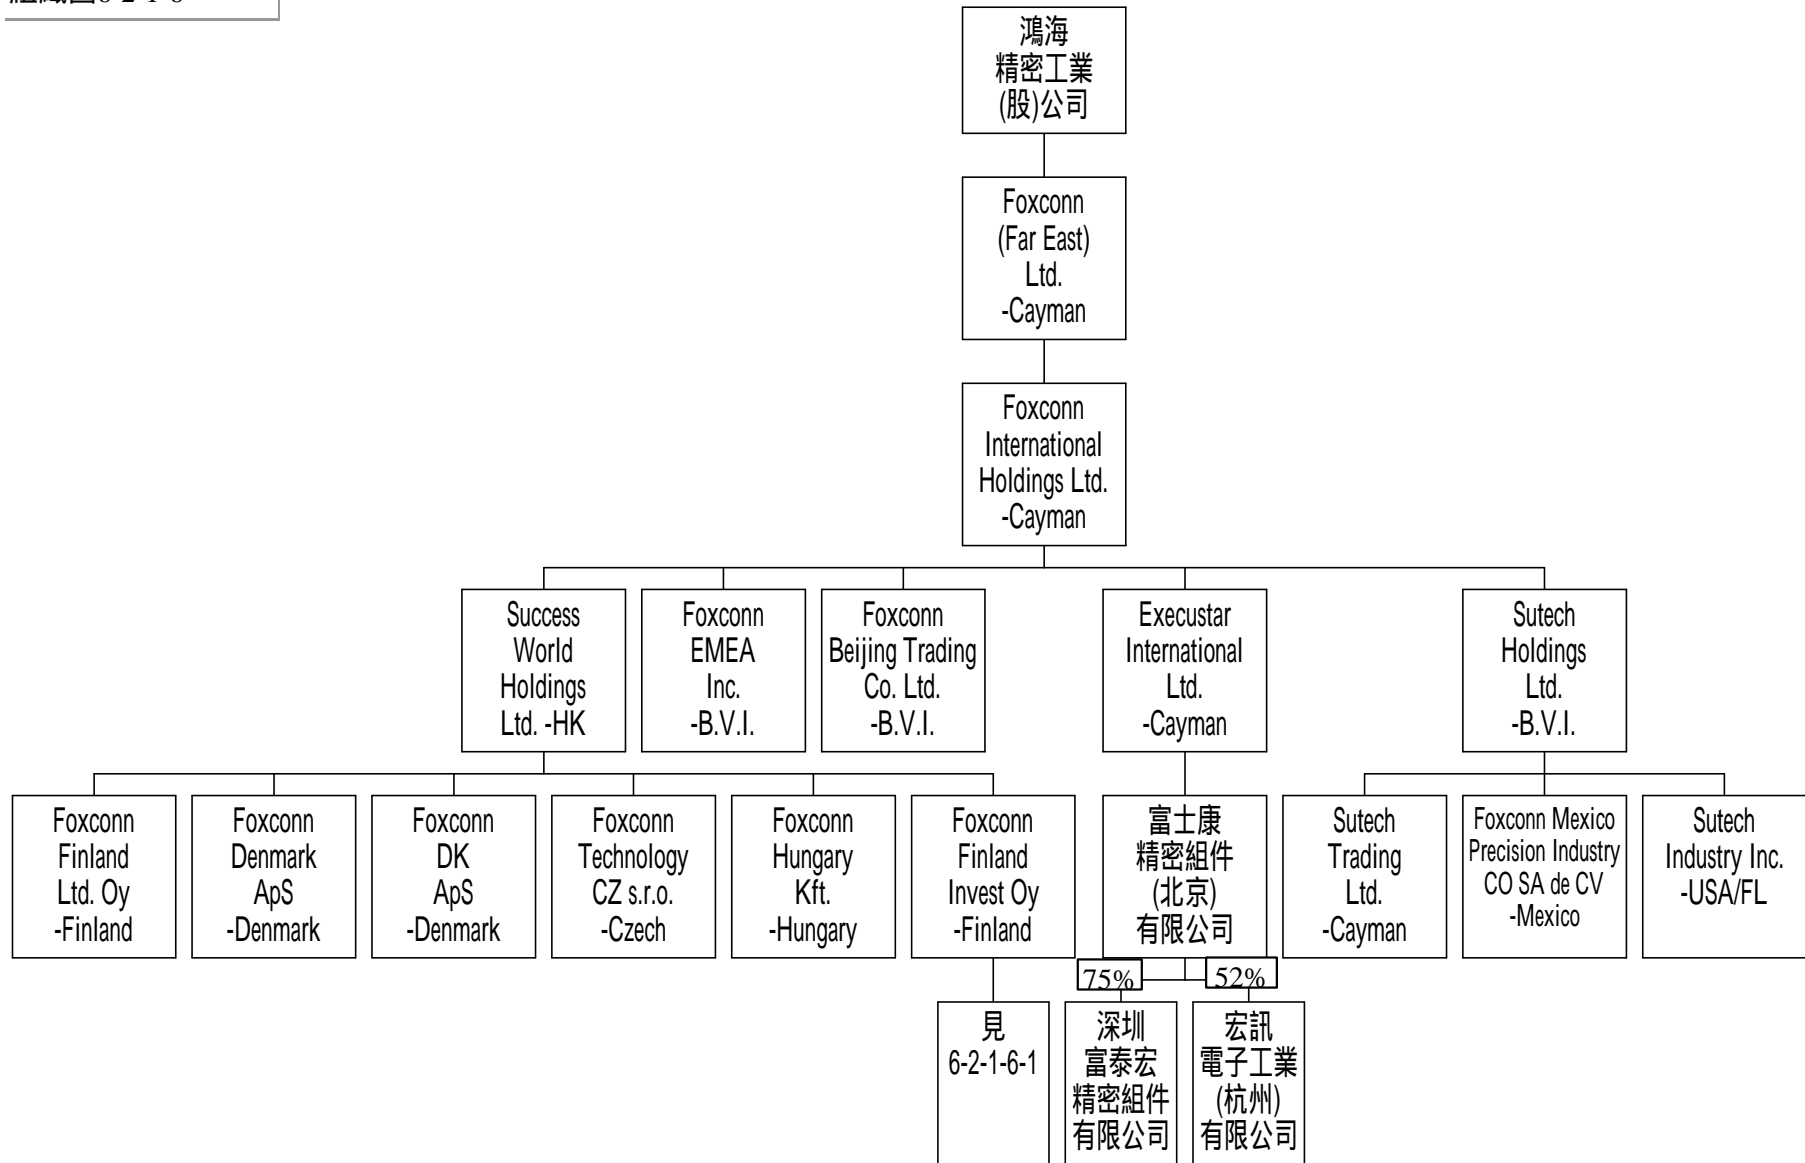 鴻海
精密工業
(股)公司
Foxconn
(Far East)
Ltd.
-Cayman
Foxconn
International
Holdings Ltd.
-Cayman
Success
World
Holdings
Ltd. -HK
Foxconn
EMEA
Inc.
-B.V.I.
Foxconn
Beijing Trading
Co. Ltd.
-B.V.I.
Execustar
International
Ltd.
-Cayman
Sutech
Holdings
Ltd.
-B.V.I.
Foxconn
Finland
Ltd. Oy
-Finland
Foxconn
Denmark
ApS
-Denmark
Foxconn
DK
ApS
-Denmark
Foxconn
Technology
CZ s.r.o.
-Czech
Foxconn
Hungary
Kft.
-Hungary
Foxconn
Finland
Invest Oy
-Finland
富士康
精密組件
(北京)
有限公司
Sutech
Trading
Ltd.
-Cayman
Foxconn Mexico
Precision Industry
CO SA de CV
-Mexico
Sutech
Industry Inc.
-USA/FL
75%
52%
見
6-2-1-6-1
深圳
富泰宏
精密組件
有限公司
宏訊
電子工業
(杭州)
有限公司